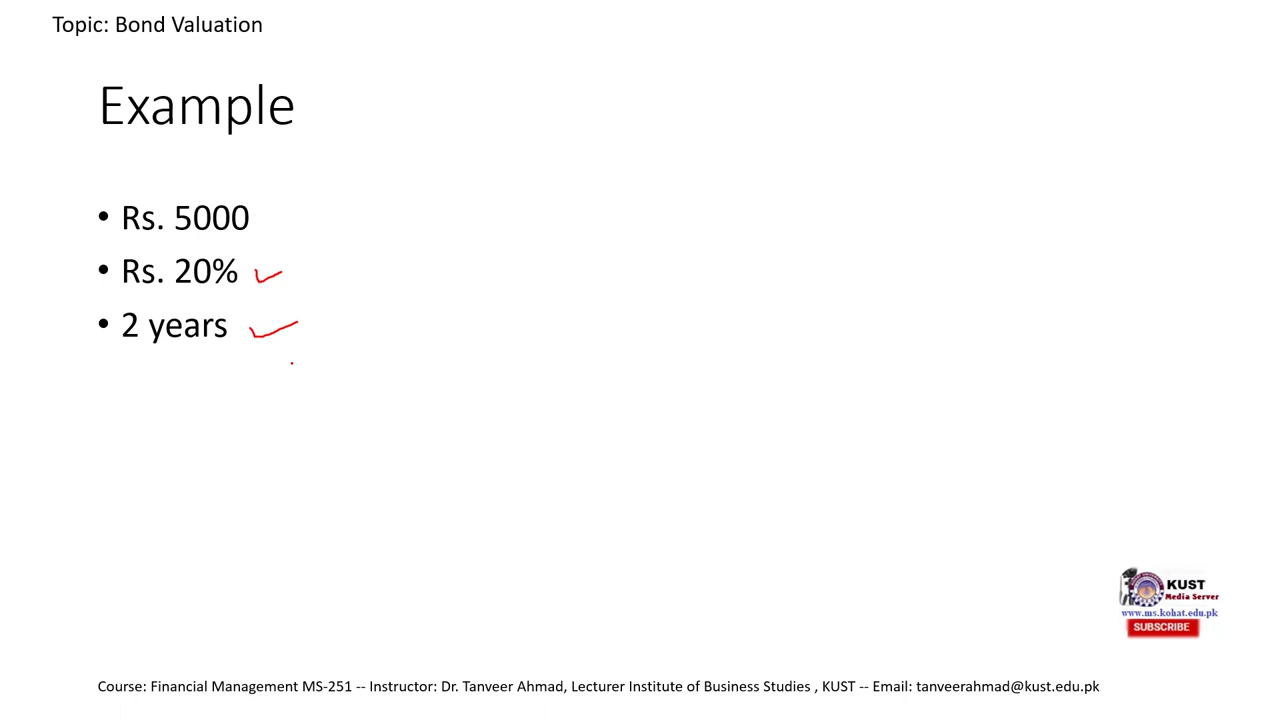 Topic: Bond Valuation
Example
• Rs. 5000
• Rs. 20%
• 2 years
KUST
Media Server
www.ms.kohat.edu.pk
SUBSCRIBE
Course: Financial Management MS-251 -- Instructor: Dr. Tanveer Ahmad, Lecturer Institute of Business Studies , KUST -- Email: tanveerahmad@kust.edu.pk